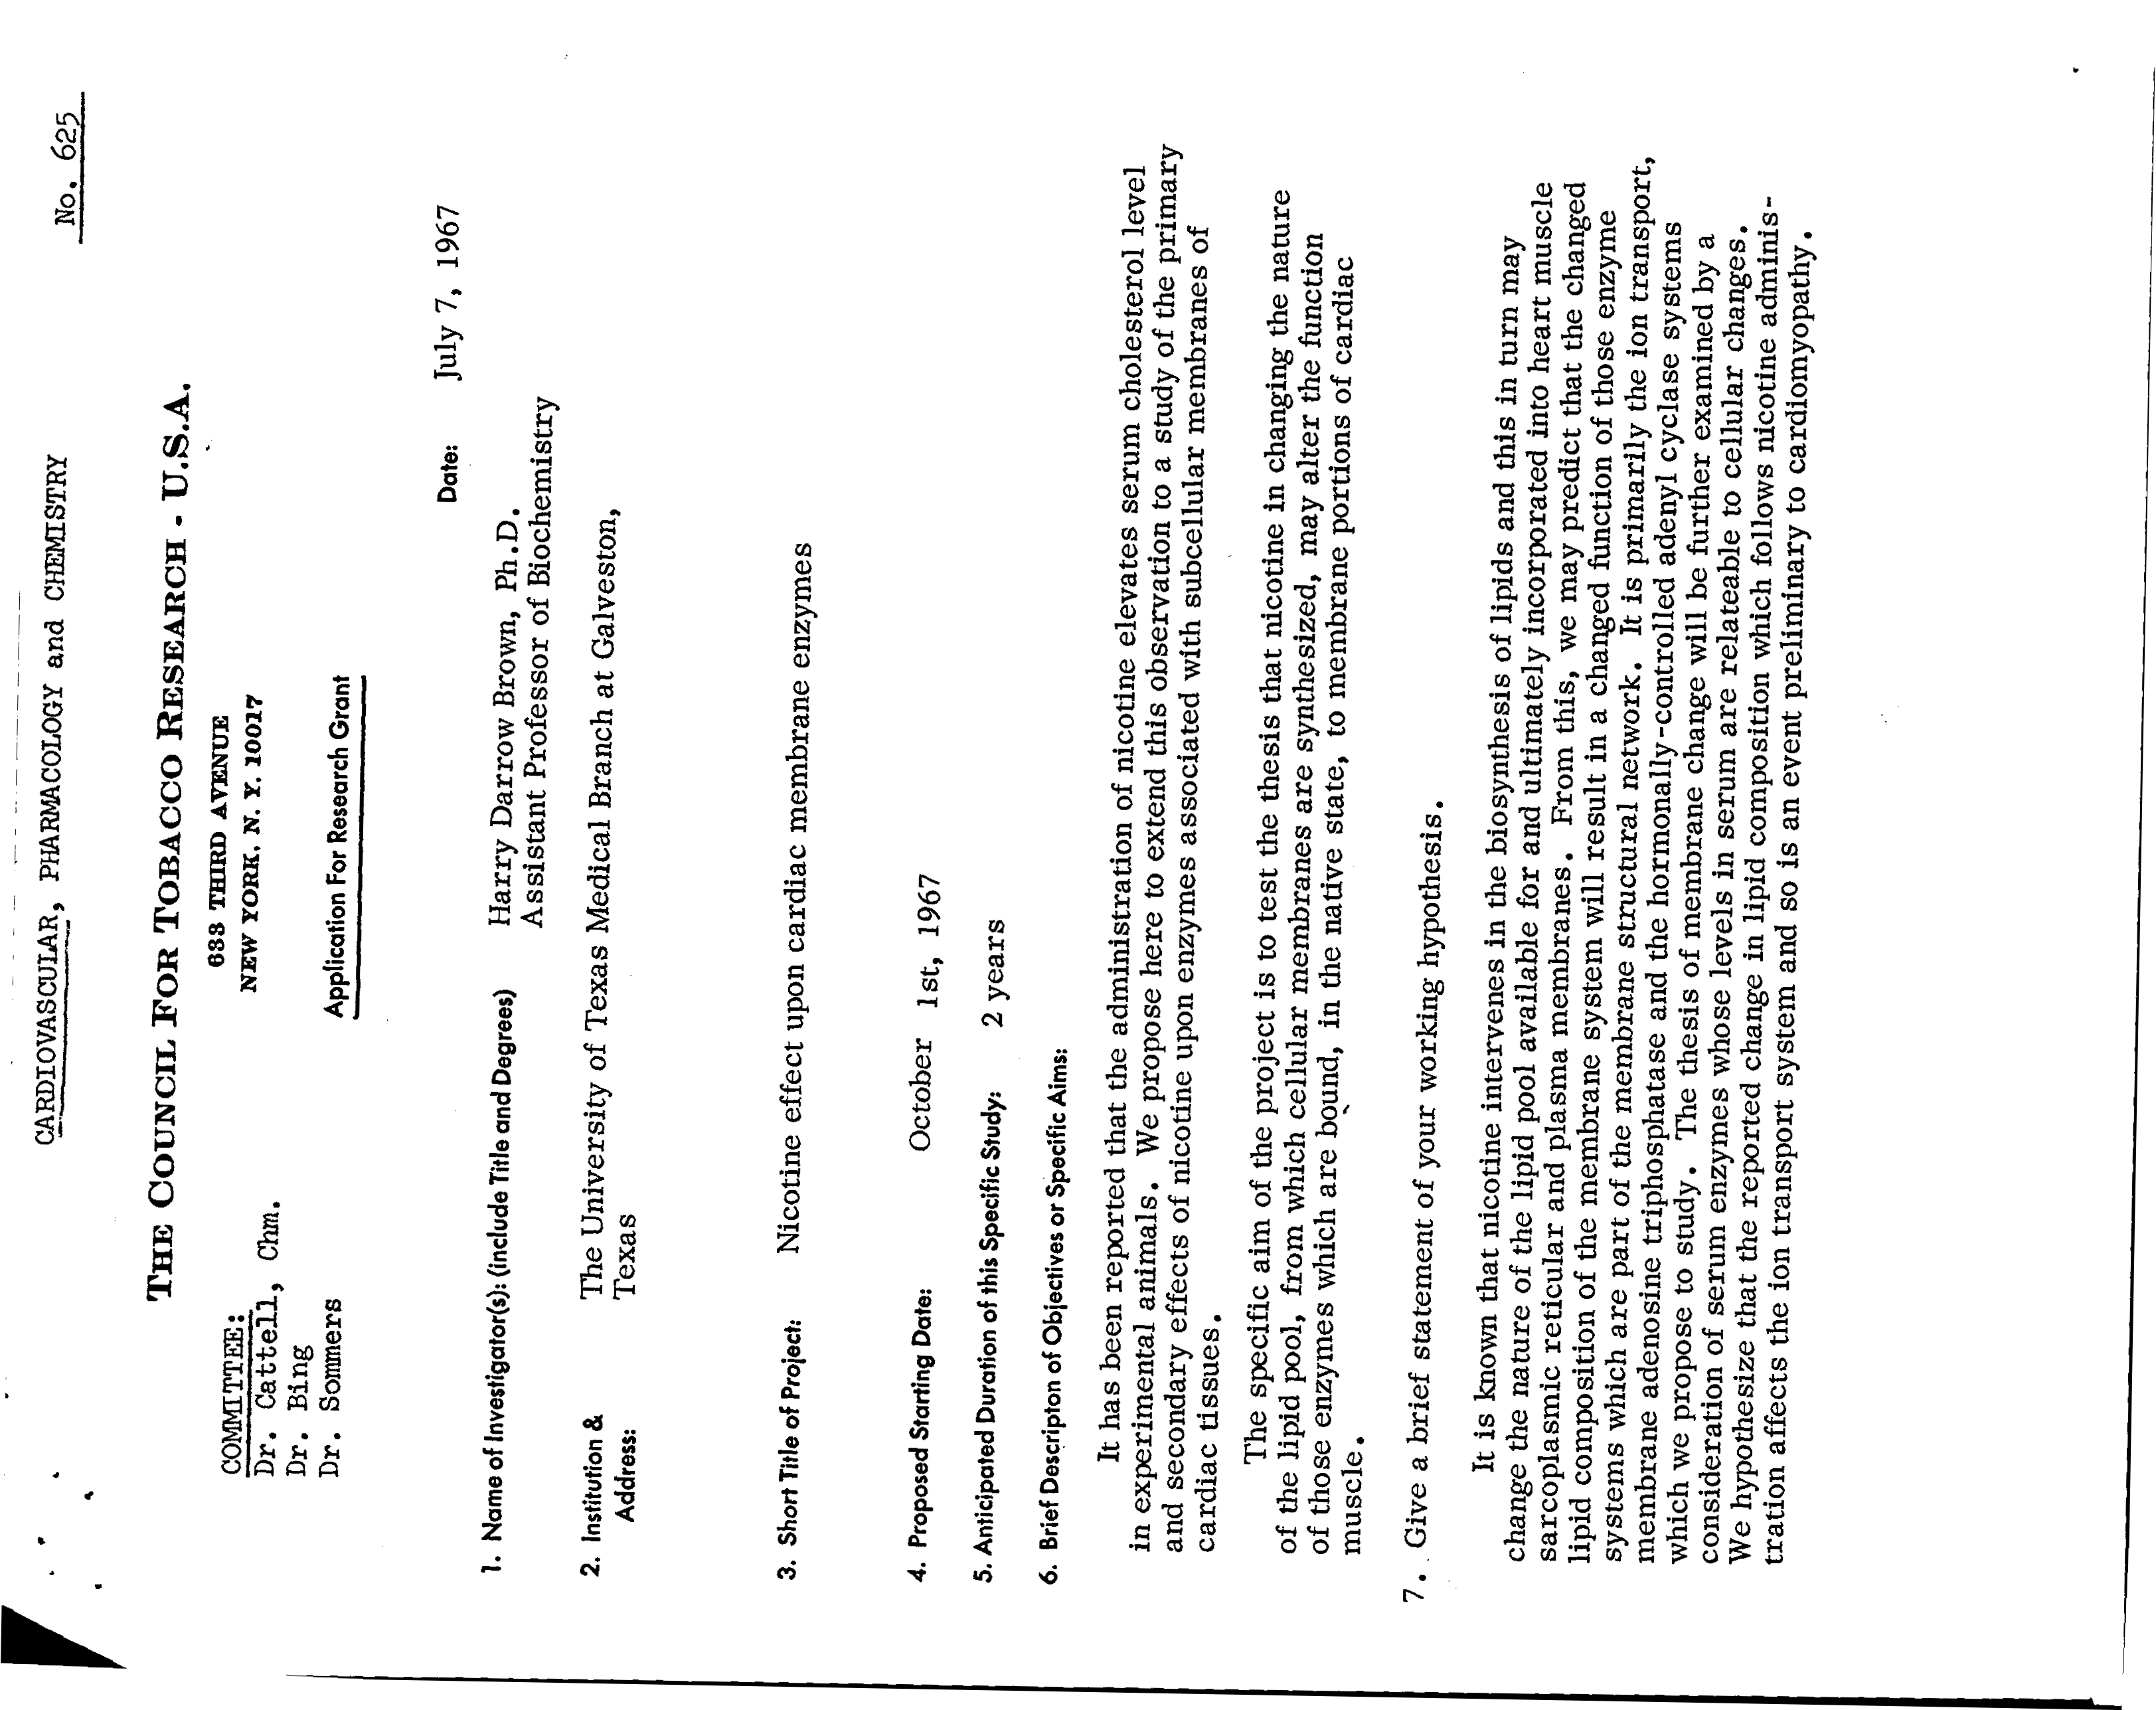 CARDIOVASCULAR, PHARMACOLOGY and CHEMISTRY
No. 625
THE COUNCIL FOR TOBACCO RESEARCH - U.S.A.
COMMITTEE:
Dr. Cattell, Chm.
Dr. Bing
Dr. Sommers
633 THIRD AVENUE
NEW YORK, N. Y. 10017
Application For Research Grant
Date: July 7, 1967
1. Name of Investigator(s): (include Title and Degrees) Harry Darrow Brown, Ph.D.
Assistant Professor of Biochemistry
2. Institution & The University of Texas Medical Branch at Galveston,
Address: Texas
3. Short Title of Project: Nicotine effect upon cardiac membrane enzymes
4. Proposed Starting Date: October 1st, 1967
5. Anticipated Duration of this Specific Study: 2 years
6. Brief Descripton of Objectives or Specific Aims:
It has been reported that the administration of nicotine elevates serum cholesterol level
in experimental animals. We propose here to extend this observation to a study of the primary
and secondary effects of nicotine upon enzymes associated with subcellular membranes of
cardiac tissues.
The specific aim of the project is to test the thesis that nicotine in changing the nature
of the lipid pool, from which cellular membranes are synthesized, may alter the function
of those enzymes which are bound, in the native state, to membrane portions of cardiac
muscle.
7. Give a brief statement of your working hypothesis.
It is known that nicotine intervenes in the biosynthesis of lipids and this in turn may
change the nature of the lipid pool available for and ultimately incorporated into heart muscle
sarcoplasmic reticular and plasma membranes. From this, we may predict that the changed
lipid composition of the membrane system will result in a changed function of those enzyme
systems which are part of the membrane structural network. It is primarily the ion transport,
membrane adenosine triphosphatase and the hormonally-controlled adenyl cyclase systems
which we propose to study. The thesis of membrane change will be further examined by a
consideration of serum enzymes whose levels in serum are relateable to cellular changes.
We hypothesize that the reported change in lipid composition which follows nicotine adminis-
tration affects the ion transport system and so is an event preliminary to cardiomyopathy.